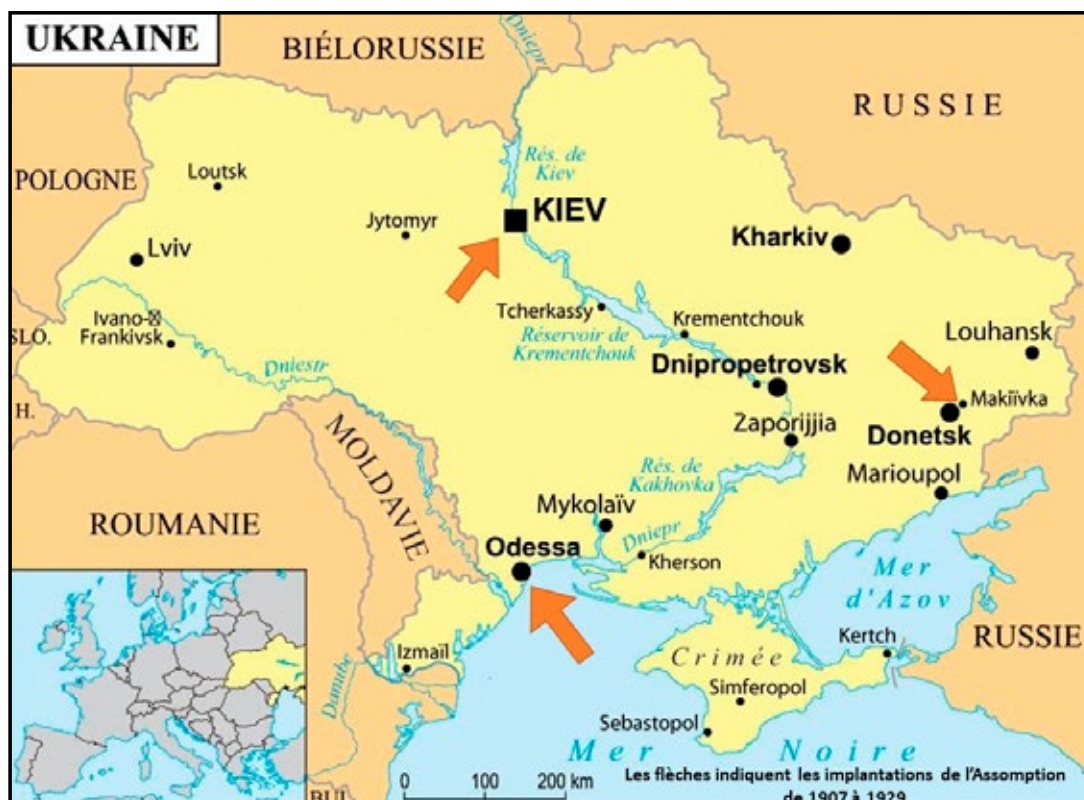 UKRAINE
BIÉLORUSSIE
Dniepr
RUSSIE
POLOGNE
Loutsk
Rés. de
Kiev
KIEV
Jytomyr
Kharkiv
Lviv
Ivano-
Frankivsk
SLO.
Tcherkassy
Réservoir de
Krementchouk
Krementchouk
Louhansk
Dniestr
Dnipropetrovsk
Makiïvka
H.
Zaporijjia
Donetsk
MOLDAVIE
Rés. de
Kakhovka
Marioupol
ROUMANIE
Mykolaïv
Dniepr
Odessa
Kherson
Mer
d'Azov
RUSSIE
Kertch
Izmaïl
Crimée
Danube
Simferopol
Sebastopol
Mer Noire
0 100 200 km
Les flèches indiquent les implantations de l'Assomption
de 1907 à 1929
BUL